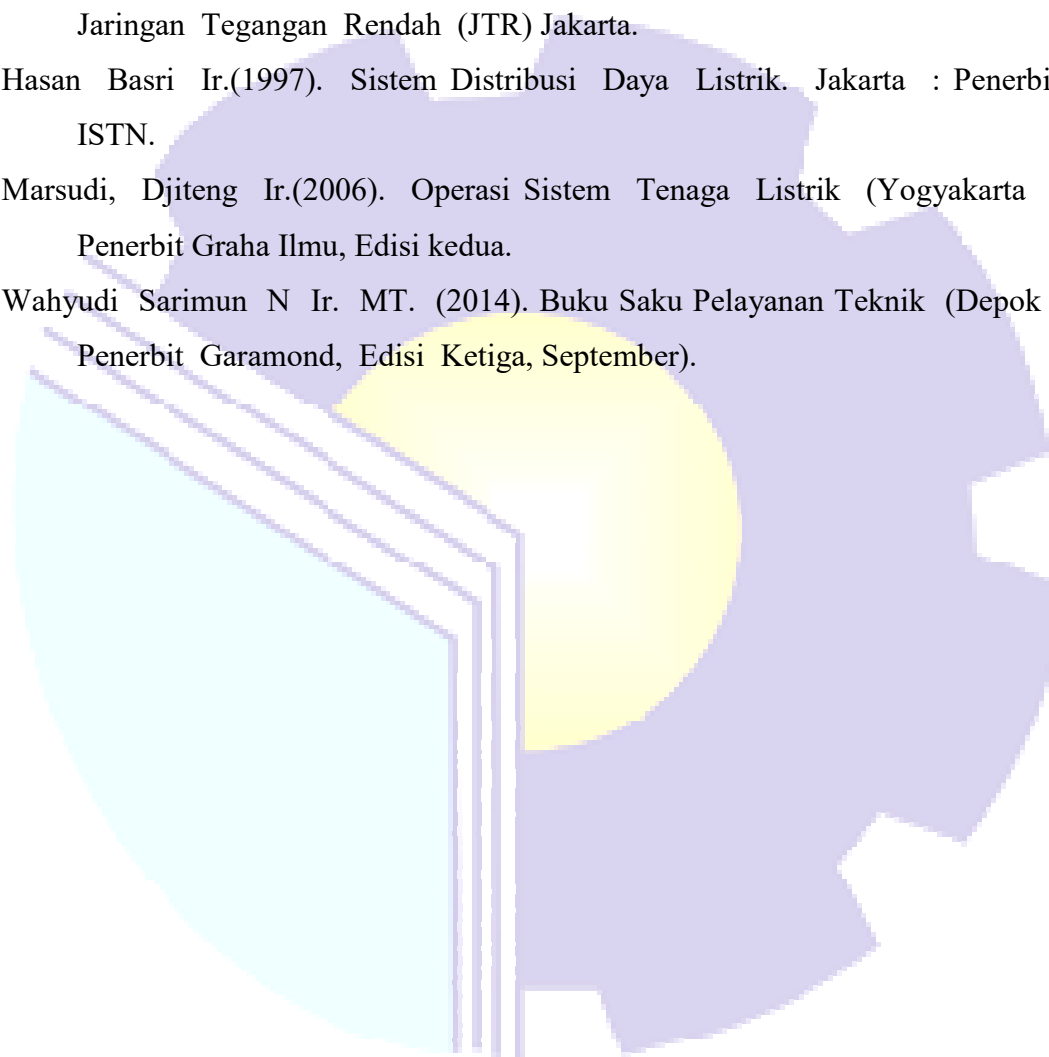 Jaringan Tegangan Rendah (JTR) Jakarta.
Hasan Basri Ir.(1997). Sistem Distribusi Daya Listrik. Jakarta : Penerbi
ISTN.
Marsudi, Djiteng Ir.(2006). Operasi Sistem Tenaga Listrik (Yogyakarta
Penerbit Graha Ilmu, Edisi kedua.
Wahyudi Sarimun N Ir. MT. (2014). Buku Saku Pelayanan Teknik (Depok
Penerbit Garamond, Edisi Ketiga, September).